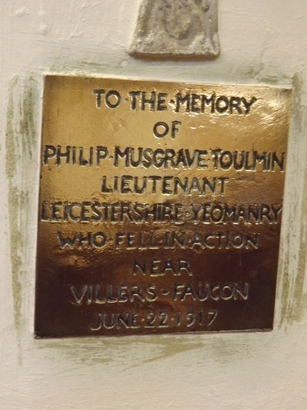 TO·THE·MEMORY
OF
PHILIP·MUSGRAVE·TOULMIN
LIEUTENANT
LEICESTERSHIRE·YEOMANRY
WHO·FELL·IN·ACTION
NEAR
VILLERS-FAUCON
JUNE·22·1917